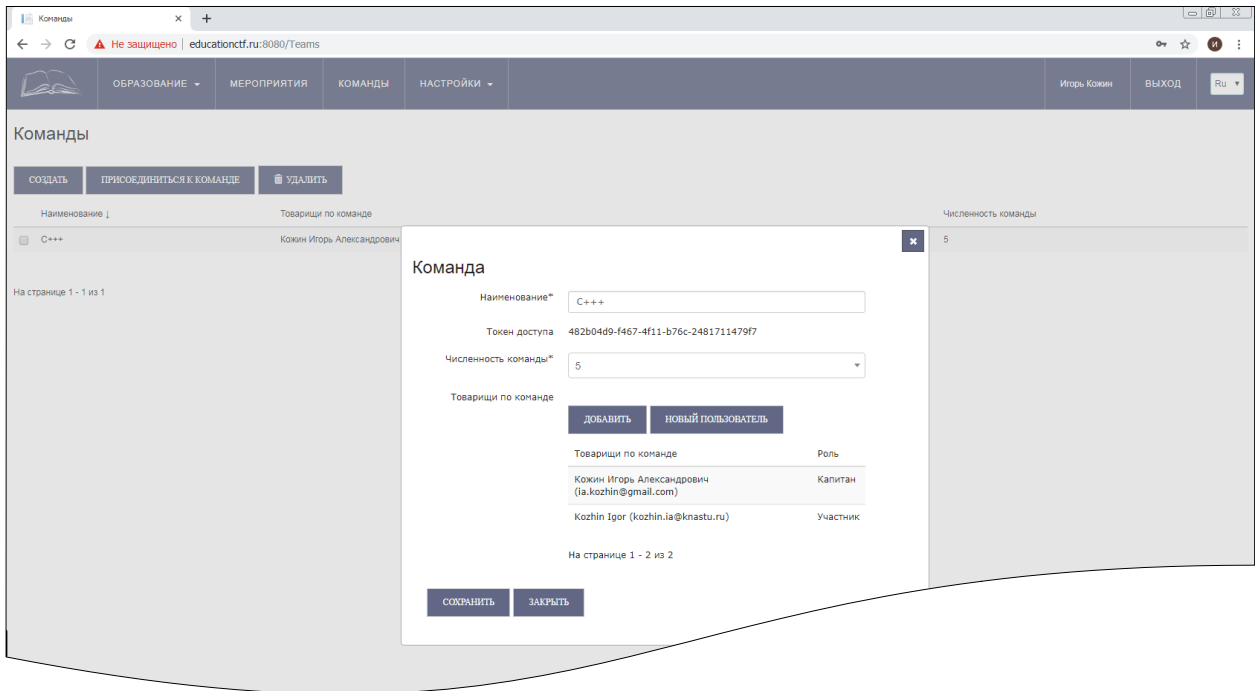 Команды
Не защищено | educationctf.ru:8080/Teams
И
ОБРАЗОВАНИЕ МЕРОПРИЯТИЯ КОМАНДЫ НАСТРОЙКИ Игорь Кожин ВЫХОД Ru
Команды
СОЗДАТЬ ПРИСОЕДИНИТЬСЯ К КОМАНДЕ УДАЛИТЬ
Наименование ↓ Товарищи по команде Численность команды
C+++ Кожин Игорь Александрович 5
На странице 1 - 1 из 1
Команда
Наименование* C+++
Токен доступа 482b04d9-f467-4f11-b76c-2481711479f7
Численность команды* 5
Товарищи по команде
ДОБАВИТЬ НОВЫЙ ПОЛЬЗОВАТЕЛЬ
Товарищи по команде Роль
Кожин Игорь Александрович Капитан
(ia.kozhin@gmail.com)
Kozhin Igor (kozhin.ia@knastu.ru) Участник
На странице 1 - 2 из 2
СОХРАНИТЬ ЗАКРЫТЬ